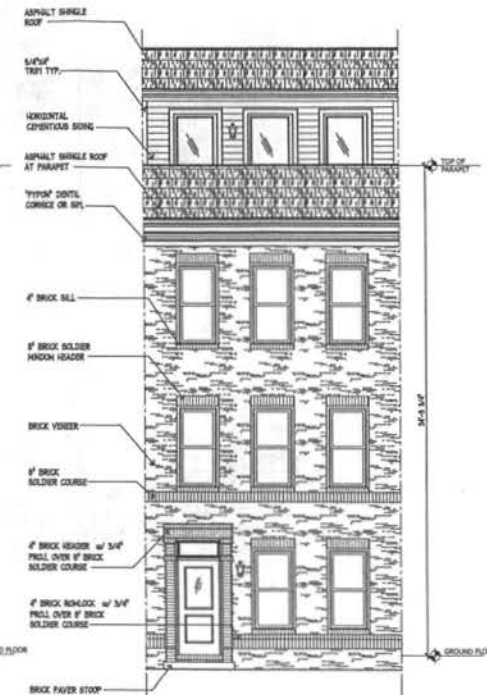 ASPHALT SHINGLE
ROOF
5/4"X4"
TRIM TYP.
HORIZONTAL
CEMENTIOUS SIDING
ASPHALT SHINGLE ROOF
AT PARAPET
"FYPON" DENTIL
CORNICE OR SIM.
4" BRICK SILL
8" BRICK SOLDIER
WINDOW HEADER
BRICK VENEER
8" BRICK
SOLDIER COURSE
4" BRICK HEADER w/ 3/4"
PROJ. OVER 8" BRICK
SOLDIER COURSE
4" BRICK ROWLOCK w/ 3/4"
PROJ. OVER 8" BRICK
SOLDIER COURSE
BRICK PAVER STOOP
TOP OF
PARAPET
GROUND FLO
D FLOOR